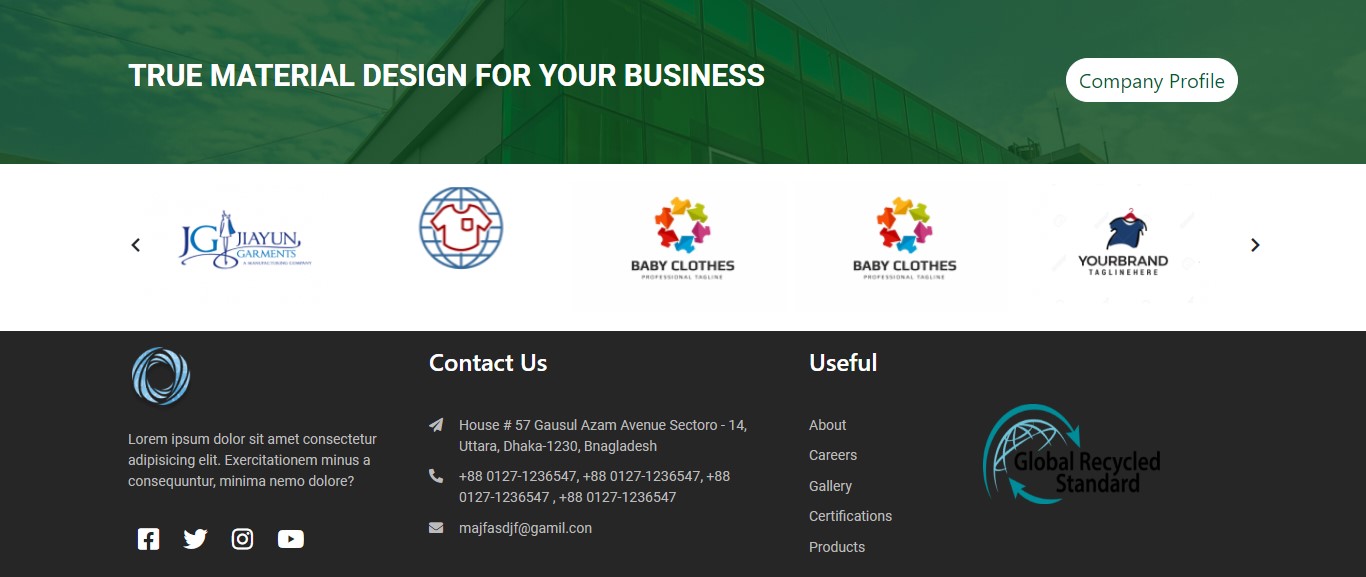 TRUE MATERIAL DESIGN FOR YOUR BUSINESS
Company Profile
JG JIAYUN
GARMENTS
A MANUFACTURING COMPANY
BABY CLOTHES
PROFESSIONAL TAGLINE
BABY CLOTHES
PROFESSIONAL TAGLINE
YOURBRAND
TAGLINEHERE
Lorem ipsum dolor sit amet consectetur
adipisicing elit. Exercitationem minus a
consequuntur, minima nemo dolore?
Contact Us
House # 57 Gausul Azam Avenue Sectoro - 14,
Uttara, Dhaka-1230, Bnagladesh
+88 0127-1236547, +88 0127-1236547, +88
0127-1236547 , +88 0127-1236547
majfasdjf@gamil.con
Useful
About
Careers
Gallery
Certifications
Products
Global Recycled
Standard